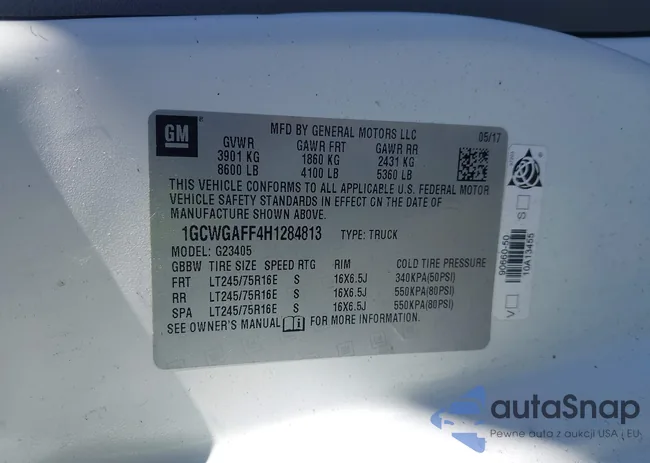 GM
MFD BY GENERAL MOTORS LLC 05/17
GVWR GAWR FRT GAWR RR
3901 KG 1860 KG 2431 KG
8600 LB 4100 LB 5360 LB
THIS VEHICLE CONFORMS TO ALL APPLICABLE U.S. FEDERAL MOTOR
VEHICLE SAFETY STANDARDS IN EFFECT ON THE DATE OF
MANUFACTURE SHOWN ABOVE.
1GCWGAFF4H1284813 TYPE: TRUCK
MODEL: G23405
GBBW TIRE SIZE SPEED RTG RIM COLD TIRE PRESSURE
FRT LT245/75R16E S 16X6.5J 340KPA(50PSI)
RR LT245/75R16E S 16X6.5J 550KPA(80PSI)
SPA LT245/75R16E S 16X6.5J 550KPA(80PSI)
SEE OWNER'S MANUAL i FOR MORE INFORMATION.
S
V
90660-50
10A13455
autaSnap
Pewne auta z aukcji USA i EU